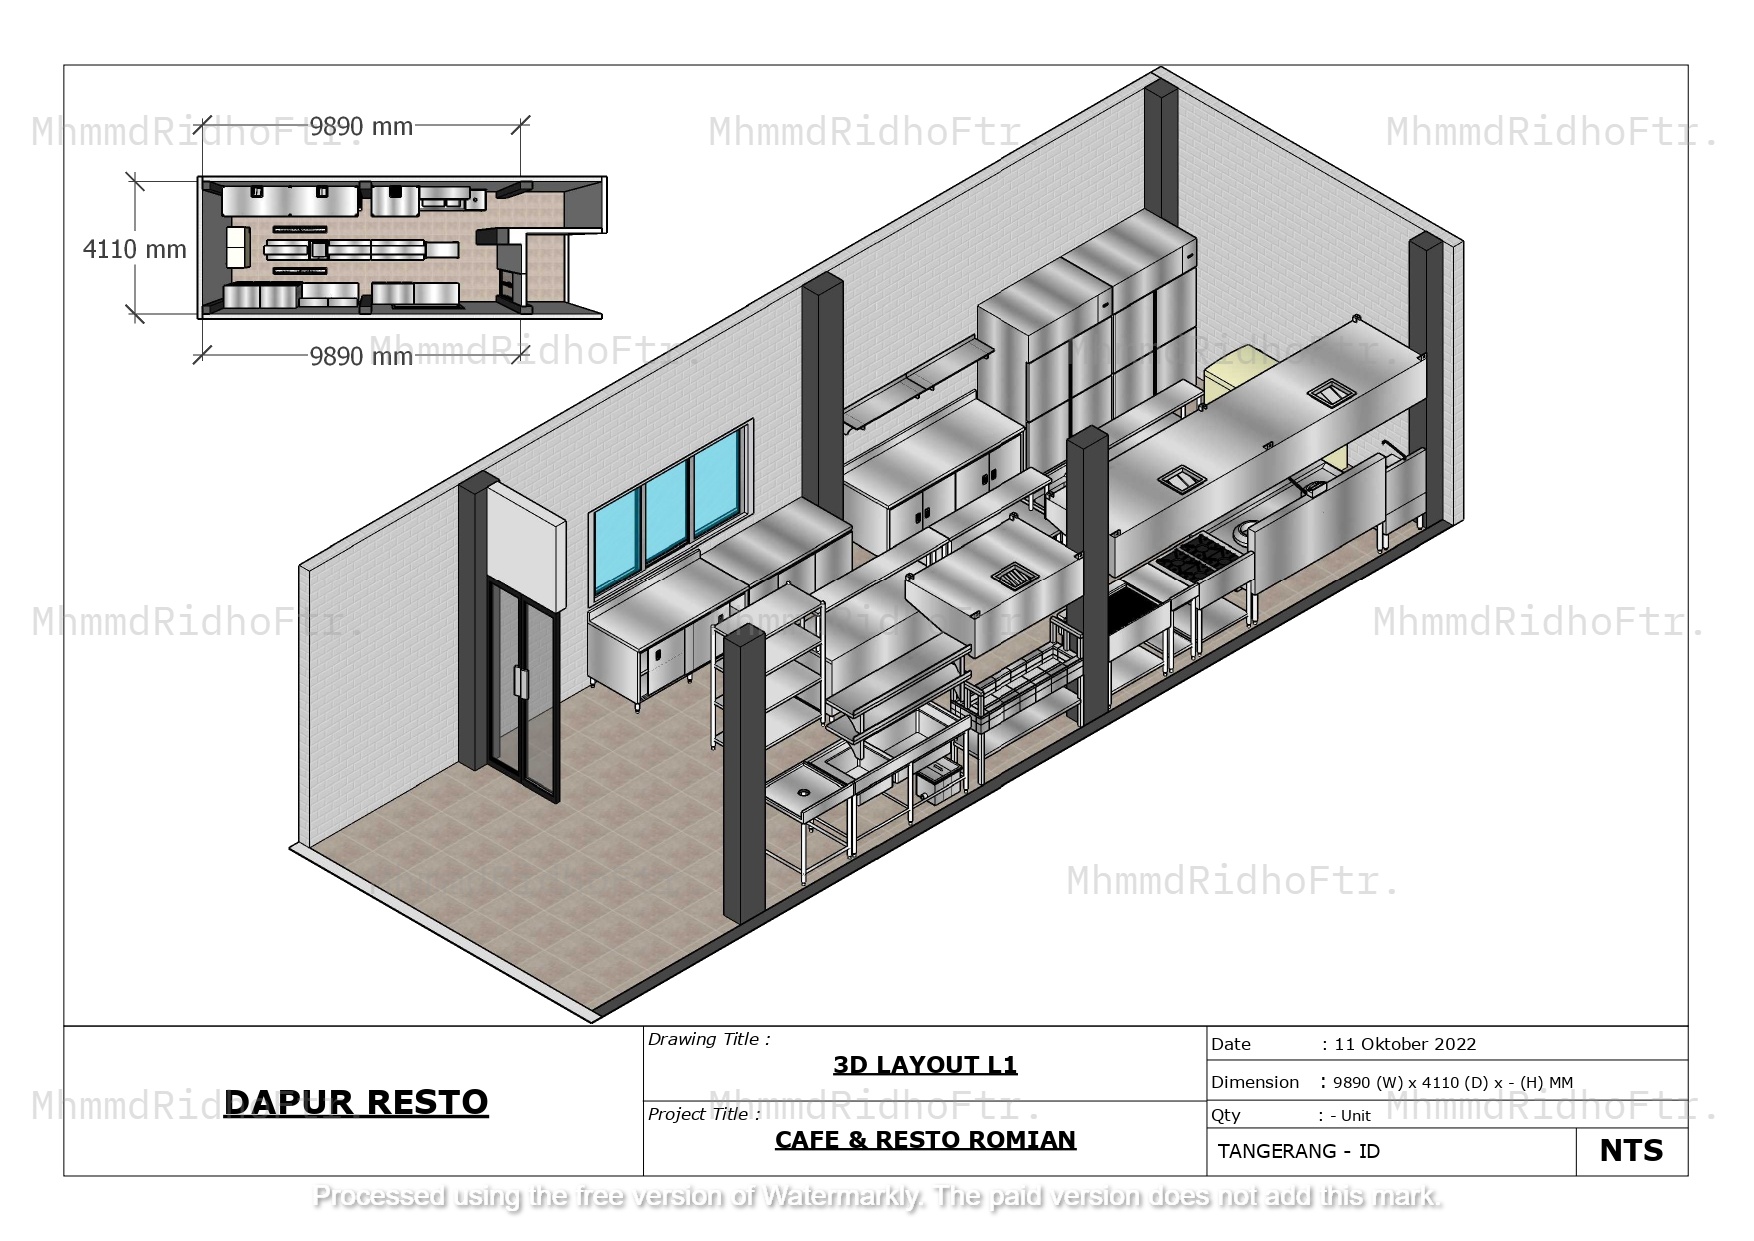 MhmmdRidhoFtr.
MhmmdRidhoFtr.
MhmmdRidhoFtr.
9890 mm
4110 mm
9890 mm
MhmmdRidhoFtr.
MhmmdRidhoFtr.
MhmmdRidhoFtr.
MhmmdRidhoFtr.
MhmmdRidhoFtr.
MhmmdRidhoFtr.
MhmmdRidhoFtr.
DAPUR RESTO
MhmmdRidhoFtr.
Drawing Title :
3D LAYOUT L1
Project Title :
MhmmdRidhoFtr.
CAFE & RESTO ROMIAN
Date : 11 Oktober 2022
Dimension : 9890 (W) x 4110 (D) x - (H) MM
Qty : - Unit
MhmmdRidhoFtr.
TANGERANG - ID
NTS
Processed using the free version of Watermarkly. The paid version does not add this mark.